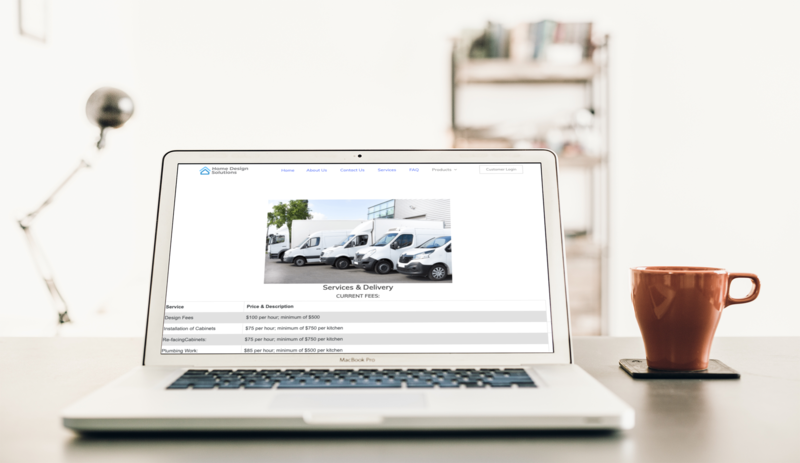 Home Design
Solutions
Home About Us Contact Us Services FAQ Products Customer Login
Services & Delivery
CURRENT FEES:
Service Price & Description
Design Fees $100 per hour; minimum of $500
Installation of Cabinets $75 per hour; minimum of $750 per kitchen
Re-facingCabinets: $75 per hour; minimum of $750 per kitchen
Plumbing Work: $85 per hour; minimum of $500 per kitchen
MacBook Pro